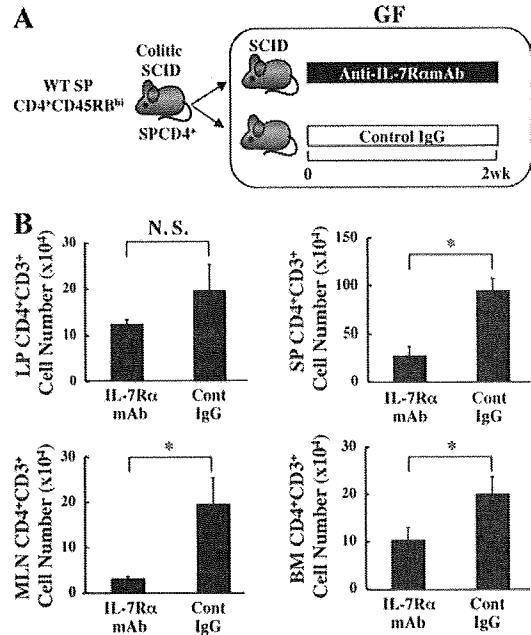 A
GF
Colitic
SCID
SCID
WT SP
CD4⁺CD45RBʰⁱ
SPCD4⁺
Anti-IL-7RαmAb
Control IgG
0
2wk
B
N. S.
LP CD4⁺CD3⁺
Cell Number (x10⁴)
30
20
10
0
IL-7Rα
mAb
Cont
IgG
*
SP CD4⁺CD3⁺
Cell Number (x10⁴)
150
100
50
0
IL-7Rα
mAb
Cont
IgG
*
MLN CD4⁺CD3⁺
Cell Number (x10⁴)
30
20
10
0
IL-7Rα
mAb
Cont
IgG
*
BM CD4⁺CD3⁺
Cell Number (x10⁴)
30
20
10
0
IL-7Rα
mAb
Cont
IgG